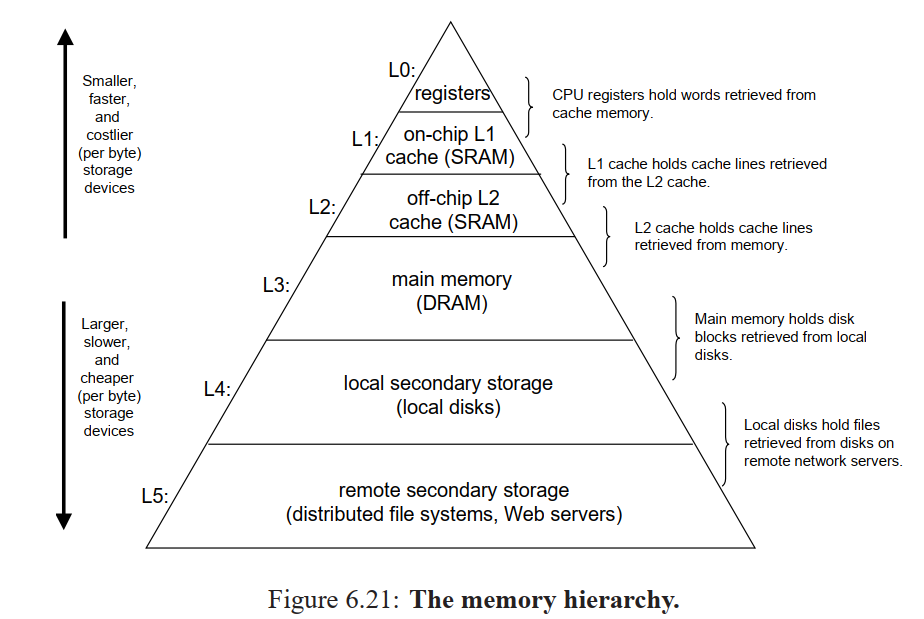 Smaller,
faster,
and
costlier
(per byte)
storage
devices
Larger,
slower,
and
cheaper
(per byte)
storage
devices
L0:
registers
CPU registers hold words retrieved from
cache memory.
L1:
on-chip L1
cache (SRAM)
L1 cache holds cache lines retrieved
from the L2 cache.
L2:
off-chip L2
cache (SRAM)
L2 cache holds cache lines
retrieved from memory.
L3:
main memory
(DRAM)
Main memory holds disk
blocks retrieved from local
disks.
L4:
local secondary storage
(local disks)
Local disks hold files
retrieved from disks on
remote network servers.
L5:
remote secondary storage
(distributed file systems, Web servers)
Figure 6.21: The memory hierarchy.